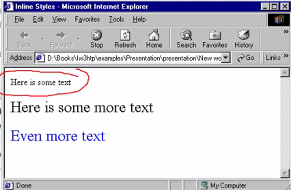 Inline Styles - Microsoft Internet Explorer
File Edit View Favorites Tools Help
Back Forward Stop Refresh Home Search Favorites History
Address D:\Books\iw3htp\examples\Presentation\presentation\New wo Go Links »
Here is some text
Here is some more text
Even more text
Done My Computer